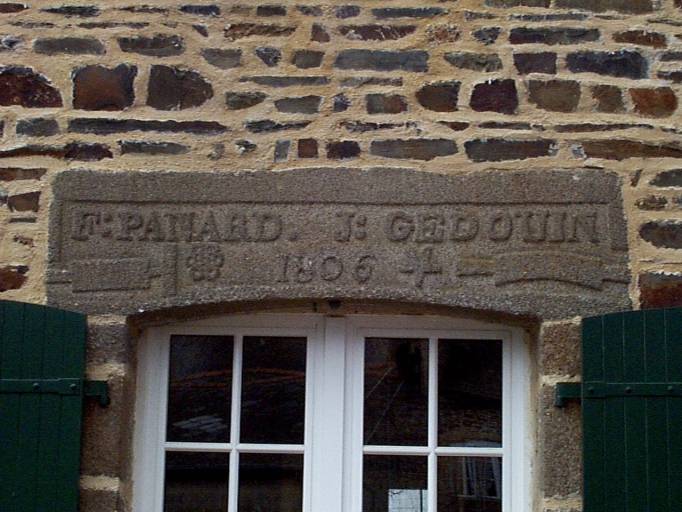 F: PANARD. J: GEDOUIN
1806